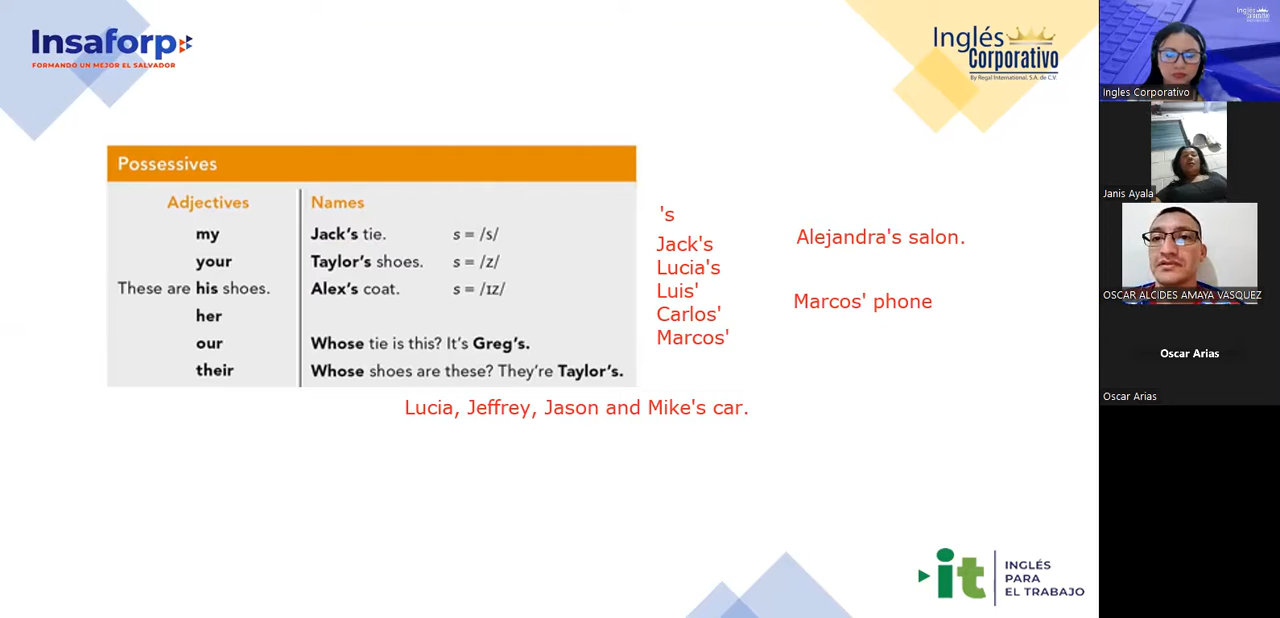 Insaforp
FORMANDO UN MEJOR EL SALVADOR
Inglés
Corporativo
By Regal International, S.A. de C.V.
Possessives
Adjectives
my
your
These are his shoes.
her
our
their
Names
Jack's tie. s = /s/
Taylor's shoes. s = /z/
Alex's coat. s = /ɪz/
Whose tie is this? It's Greg's.
Whose shoes are these? They're Taylor's.
's
Jack's
Lucia's
Luis'
Carlos'
Marcos'
Alejandra's salon.
Marcos' phone
Lucia, Jeffrey, Jason and Mike's car.
it
INGLÉS
PARA
EL TRABAJO
Inglés
Ingles Corporativo
Janis Ayala
OSCAR ALCIDES AMAYA VASQUEZ
Oscar Arias
Oscar Arias